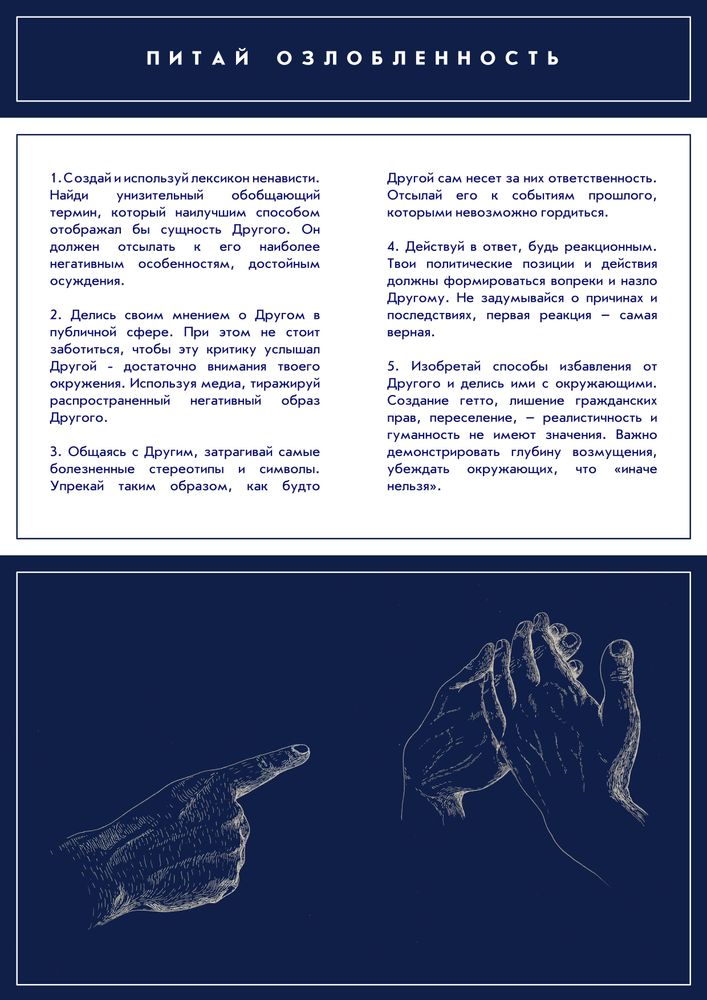 ПИТАЙ ОЗЛОБЛЕННОСТЬ
1. Создай и используй лексикон ненависти.
Найди унизительный обобщающий
термин, который наилучшим способом
отображал бы сущность Другого. Он
должен отсылать к его наиболее
негативным особенностям, достойным
осуждения.
2. Делись своим мнением о Другом в
публичной сфере. При этом не стоит
заботиться, чтобы эту критику услышал
Другой - достаточно внимания твоего
окружения. Используя медиа, тиражируй
распространенный негативный образ
Другого.
3. Общаясь с Другим, затрагивай самые
болезненные стереотипы и символы.
Упрекай таким образом, как будто
Другой сам несет за них ответственность.
Отсылай его к событиям прошлого,
которыми невозможно гордиться.
4. Действуй в ответ, будь реакционным.
Твои политические позиции и действия
должны формироваться вопреки и назло
Другому. Не задумывайся о причинах и
последствиях, первая реакция – самая
верная.
5. Изобретай способы избавления от
Другого и делись ими с окружающими.
Создание гетто, лишение гражданских
прав, переселение, – реалистичность и
гуманность не имеют значения. Важно
демонстрировать глубину возмущения,
убеждать окружающих, что «иначе
нельзя».